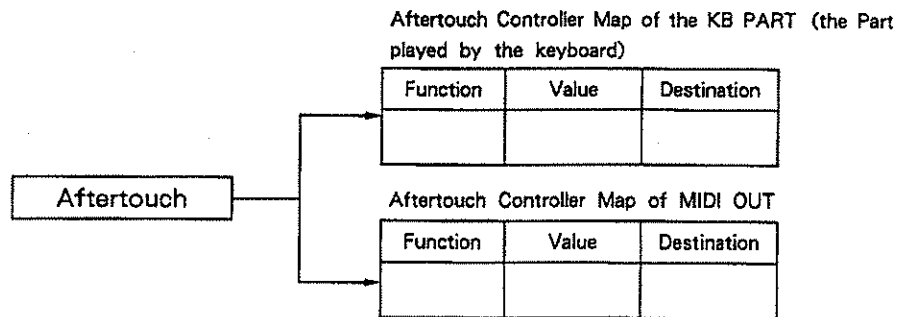 Aftertouch Controller Map of the KB PART (the Part
played by the keyboard)
Function Value Destination
Aftertouch
Aftertouch Controller Map of MIDI OUT
Function Value Destination